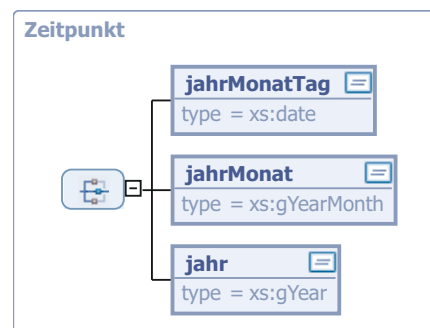 Zeitpunkt
jahrMonatTag
type = xs:date
jahrMonat
type = xs:gYearMonth
jahr
type = xs:gYear